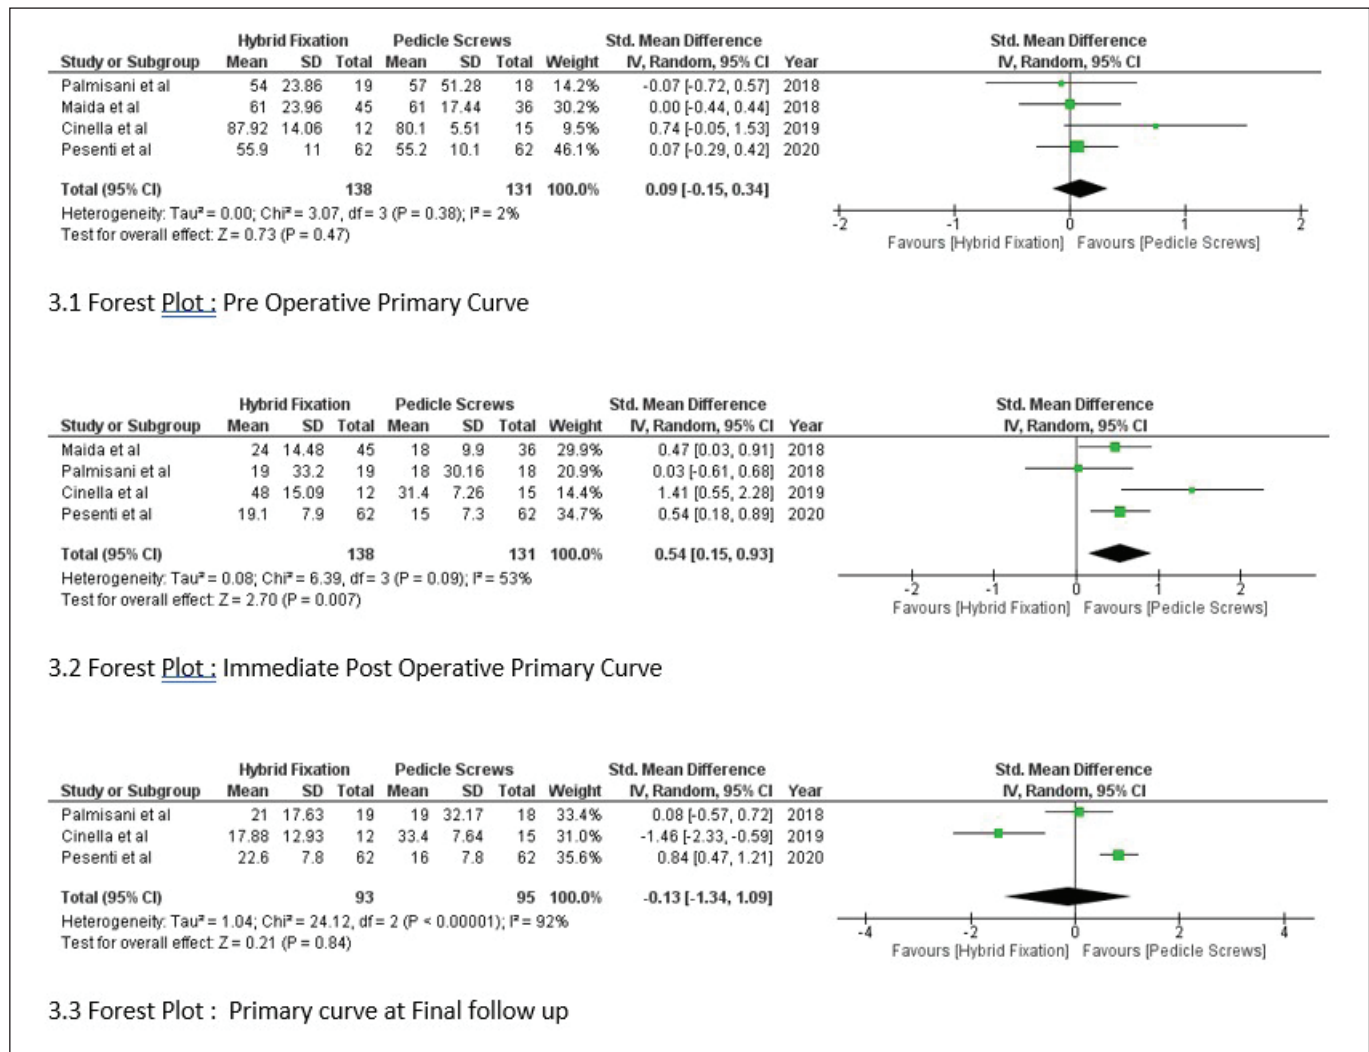 Hybrid Fixation Pedicle Screws Std. Mean Difference Std. Mean Difference
Study or Subgroup Mean SD Total Mean SD Total Weight IV, Random, 95% CI Year IV, Random, 95% CI
Palmisani et al 54 23.86 19 57 51.28 18 14.2% -0.07 [-0.72, 0.57] 2018
Maida et al 61 23.96 45 61 17.44 36 30.2% 0.00 [-0.44, 0.44] 2018
Cinella et al 87.92 14.06 12 80.1 5.51 15 9.5% 0.74 [-0.05, 1.53] 2019
Pesenti et al 55.9 11 62 55.2 10.1 62 46.1% 0.07 [-0.29, 0.42] 2020
Total (95% CI) 138 131 100.0% 0.09 [-0.15, 0.34]
Heterogeneity: Tau² = 0.00; Chi² = 3.07, df = 3 (P = 0.38); I² = 2%
Test for overall effect: Z = 0.73 (P = 0.47)
-2 -1 0 1 2
Favours [Hybrid Fixation] Favours [Pedicle Screws]
3.1 Forest Plot : Pre Operative Primary Curve
Hybrid Fixation Pedicle Screws Std. Mean Difference Std. Mean Difference
Study or Subgroup Mean SD Total Mean SD Total Weight IV, Random, 95% CI Year IV, Random, 95% CI
Maida et al 24 14.48 45 18 9.9 36 29.9% 0.47 [0.03, 0.91] 2018
Palmisani et al 19 33.2 19 18 30.16 18 20.9% 0.03 [-0.61, 0.68] 2018
Cinella et al 48 15.09 12 31.4 7.26 15 14.4% 1.41 [0.55, 2.28] 2019
Pesenti et al 19.1 7.9 62 15 7.3 62 34.7% 0.54 [0.18, 0.89] 2020
Total (95% CI) 138 131 100.0% 0.54 [0.15, 0.93]
Heterogeneity: Tau² = 0.08; Chi² = 6.39, df = 3 (P = 0.09); I² = 53%
Test for overall effect: Z = 2.70 (P = 0.007)
-2 -1 0 1 2
Favours [Hybrid Fixation] Favours [Pedicle Screws]
3.2 Forest Plot : Immediate Post Operative Primary Curve
Hybrid Fixation Pedicle Screws Std. Mean Difference Std. Mean Difference
Study or Subgroup Mean SD Total Mean SD Total Weight IV, Random, 95% CI Year IV, Random, 95% CI
Palmisani et al 21 17.63 19 19 32.17 18 33.4% 0.08 [-0.57, 0.72] 2018
Cinella et al 17.88 12.93 12 33.4 7.64 15 31.0% -1.46 [-2.33, -0.59] 2019
Pesenti et al 22.6 7.8 62 16 7.8 62 35.6% 0.84 [0.47, 1.21] 2020
Total (95% CI) 93 95 100.0% -0.13 [-1.34, 1.09]
Heterogeneity: Tau² = 1.04; Chi² = 24.12, df = 2 (P < 0.00001); I² = 92%
Test for overall effect: Z = 0.21 (P = 0.84)
-4 -2 0 2 4
Favours [Hybrid Fixation] Favours [Pedicle Screws]
3.3 Forest Plot : Primary curve at Final follow up